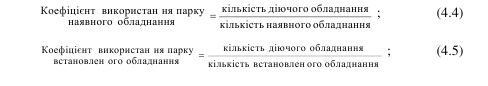 Коефіцієнт використан ня парку наявного обладнання = кількість діючого обладнання / кількість наявного обладнання ; (4.4)
Коефіцієнт використан ня парку встановлен ого обладнання = кількість діючого обладнання / кількість встановлен ого обладнання ; (4.5)